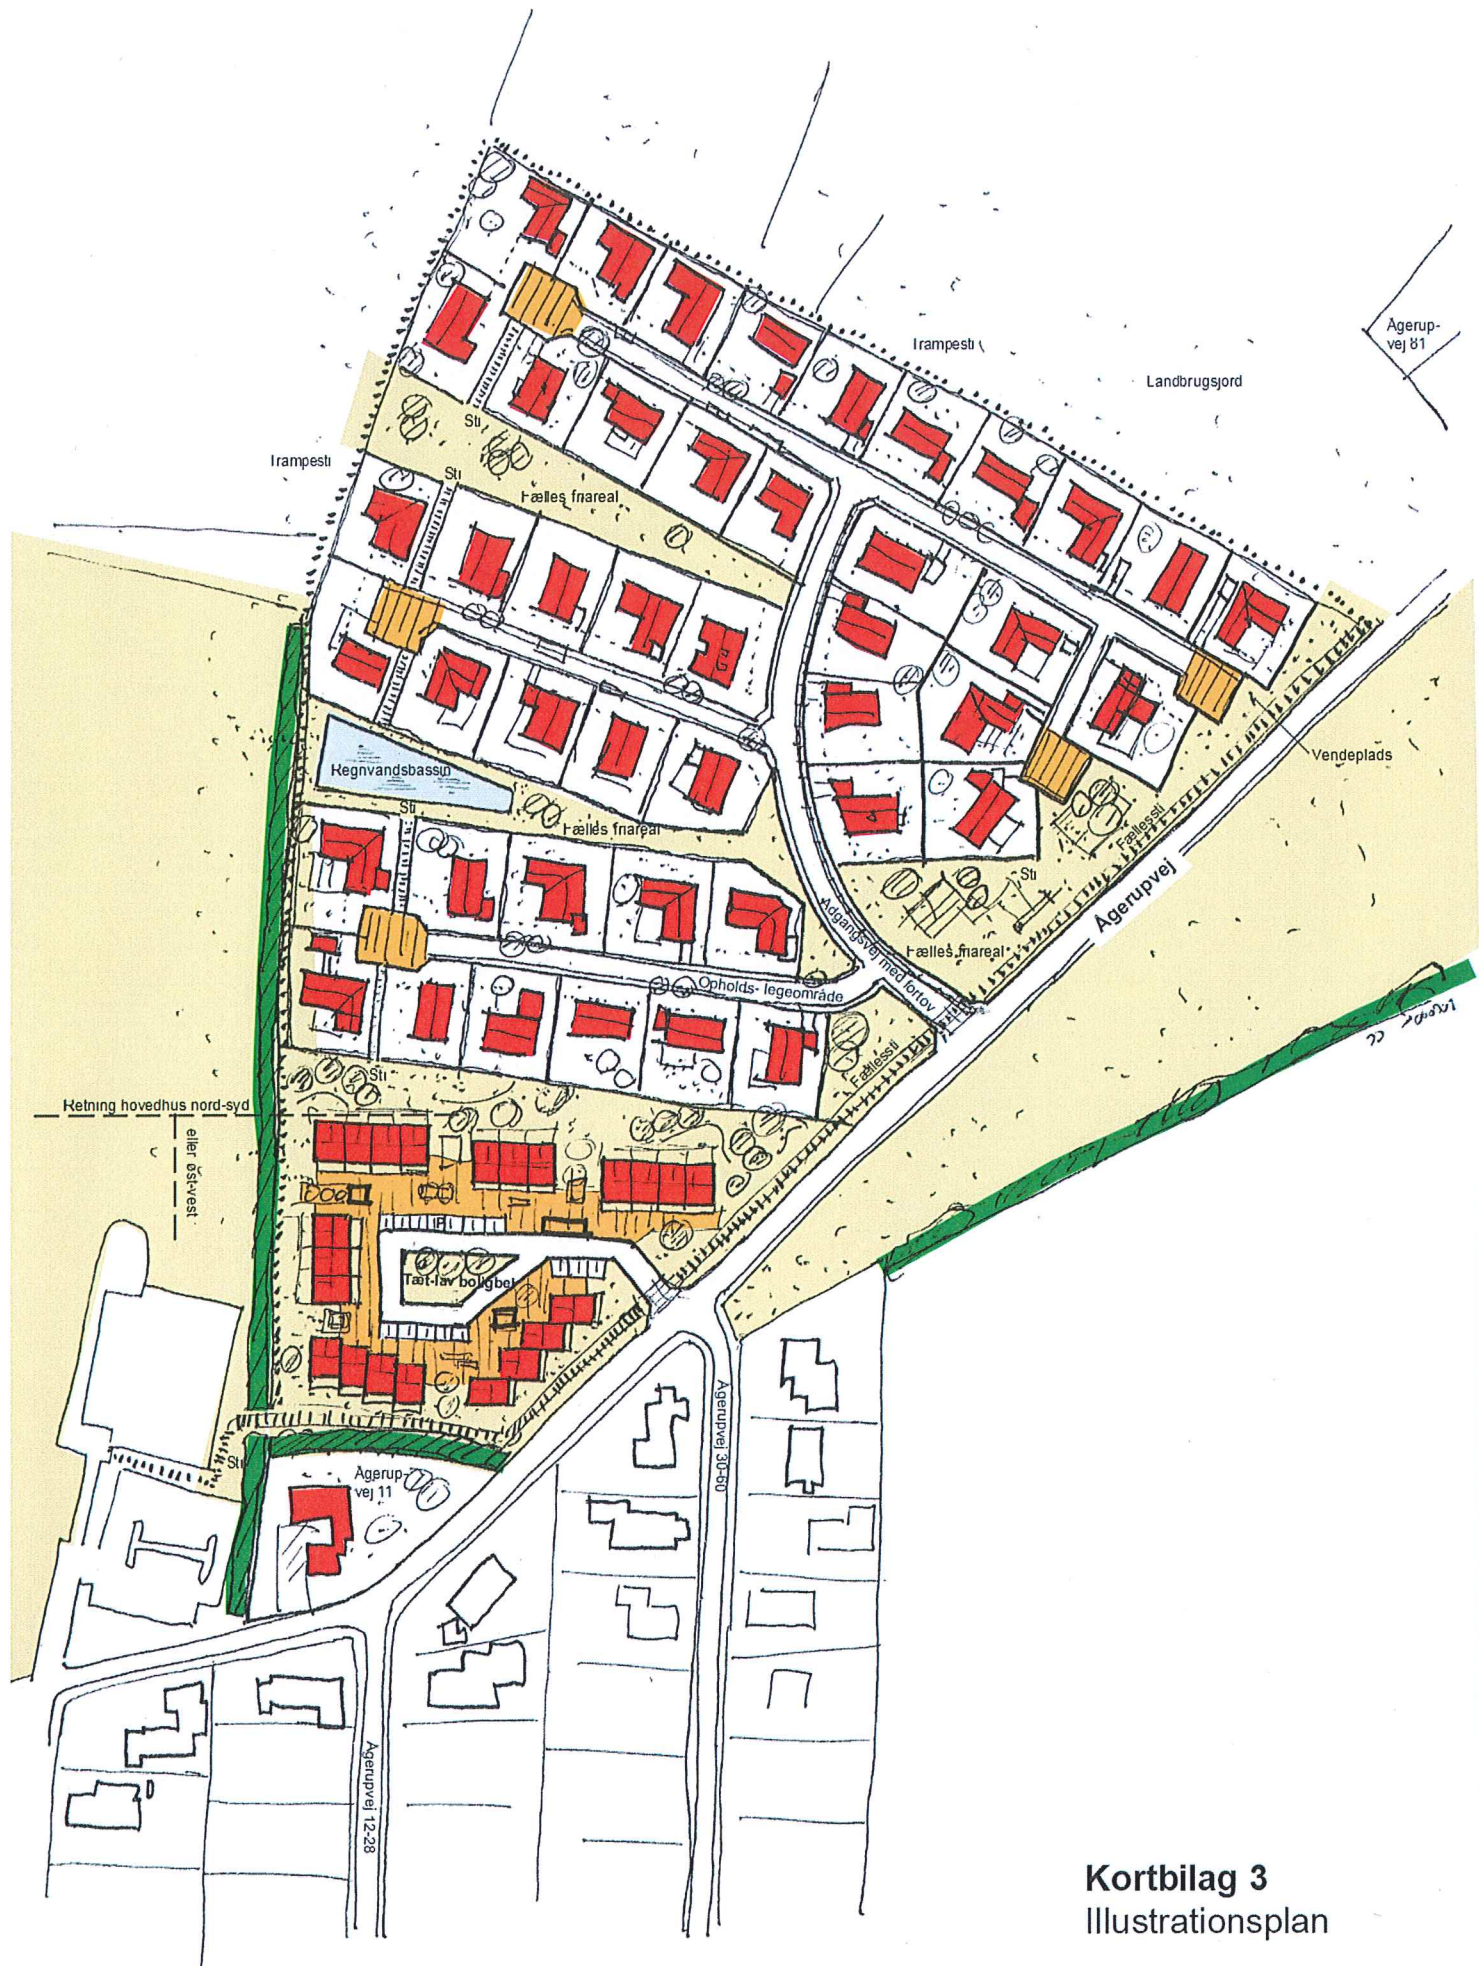 Agerup-
vej 81
Trampesti
Landbrugsjord
Sti
Trampesti
Sti
Fælles friareal
Vendeplads
Regnvandsbassin
Sti
Fælles friareal
Fællessti
Sti
Agerupvej
Adgangsvej med fortov
Fælles friareal
Opholds- legeområde
Fællessti
Sti
Retning hovedhus nord-syd
eller øst-vest
P
Tæt-lav boligbeb
Agerupvej 30-60
Sti
Agerup-
vej 11
Agerupvej 12-28
Kortbilag 3
Illustrationsplan